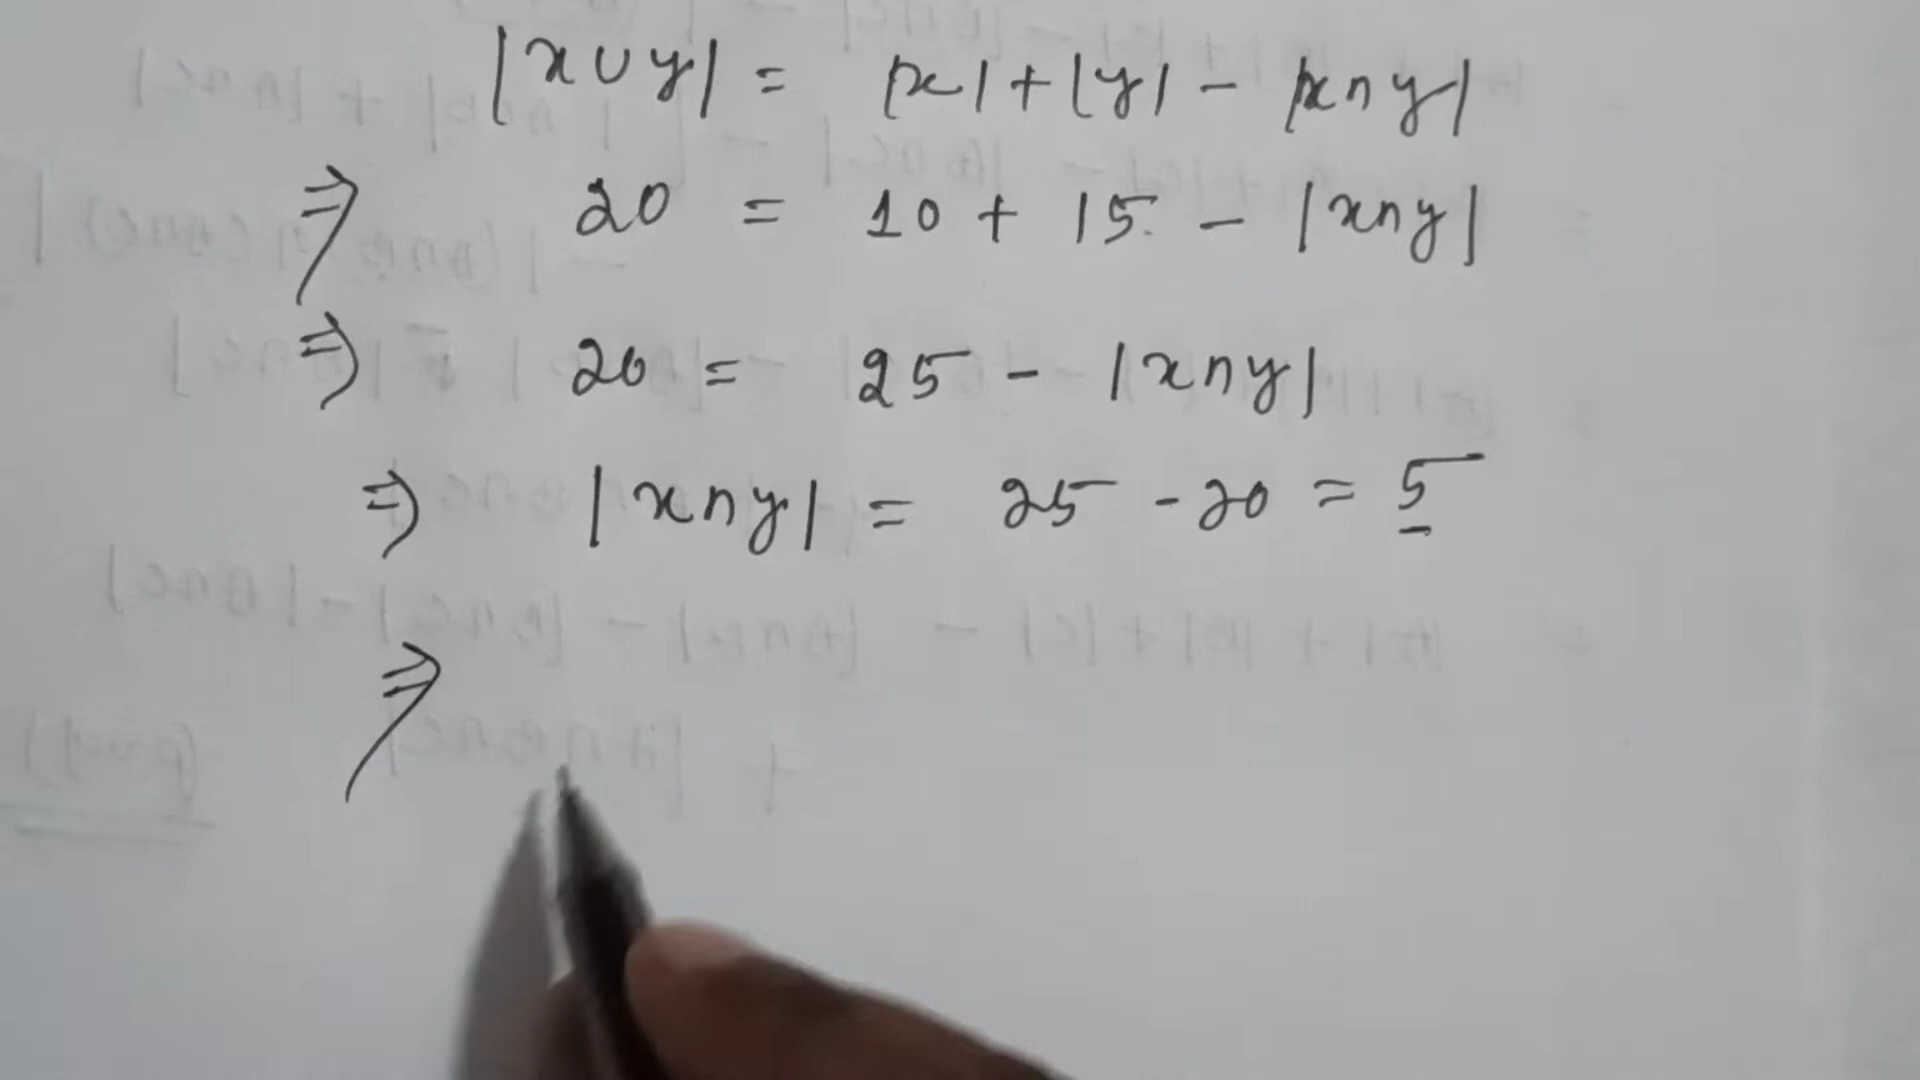 |x∪y| = |x|+|y| - |x∩y|
⇒ 20 = 10 + 15 - |x∩y|
⇒ 20 = 25 - |x∩y|
⇒ |x∩y| = 25 - 20 = 5
⇒